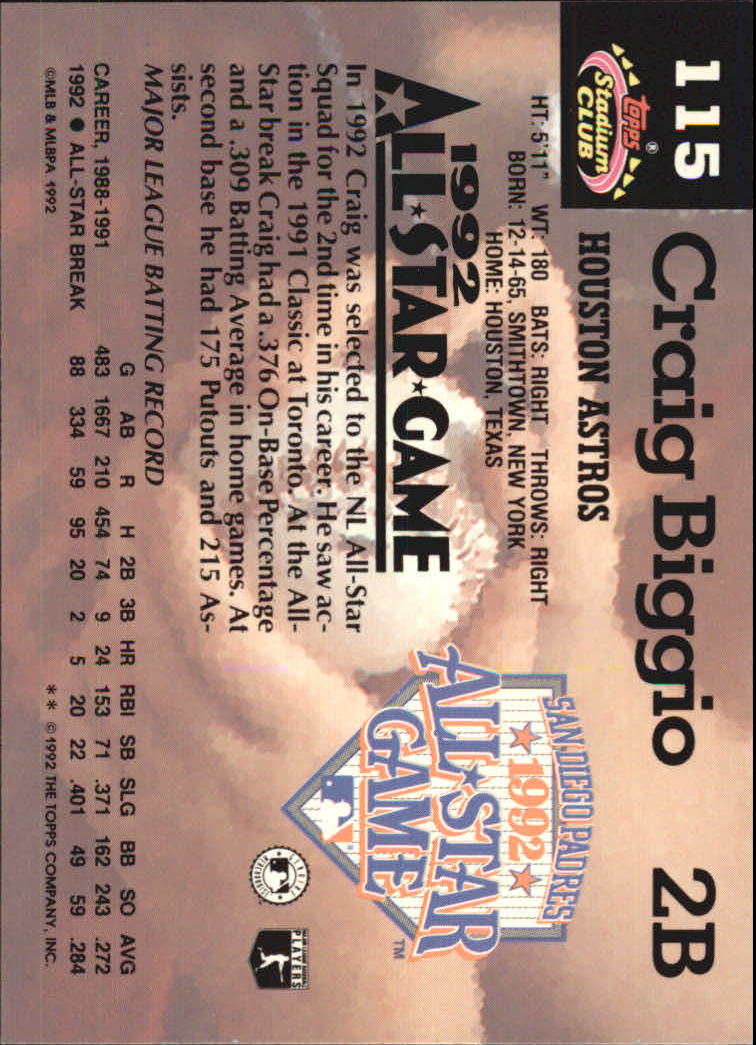 115 Craig Biggio 2B
Topps® Stadium CLUB
HOUSTON ASTROS
HT: 5'11" WT: 180 BATS: RIGHT THROWS: RIGHT
BORN: 12-14-65, SMITHTOWN, NEW YORK
HOME: HOUSTON, TEXAS
1992
ALL★STAR★GAME
SAN DIEGO PADRES
★1992★
ALL★STAR
GAME
TM
In 1992 Craig was selected to the NL All-Star
Squad for the 2nd time in his career. He saw ac-
tion in the 1991 Classic at Toronto. At the All-
Star break Craig had a .376 On-Base Percentage
and a .309 Batting Average in home games. At
second base he had 175 Putouts and 215 As-
sists.
PLAYERS
MAJOR LEAGUE BATTING RECORD
G AB R H 2B 3B HR RBI SB SLG BB SO AVG
CAREER, 1988-1991 483 1667 210 454 74 9 24 153 71 .371 162 243 .272
1992 ● ALL-STAR BREAK 88 334 59 95 20 2 5 20 22 .401 49 59 .284
©MLB & MLBPA 1992 ** ©1992 THE TOPPS COMPANY, INC.